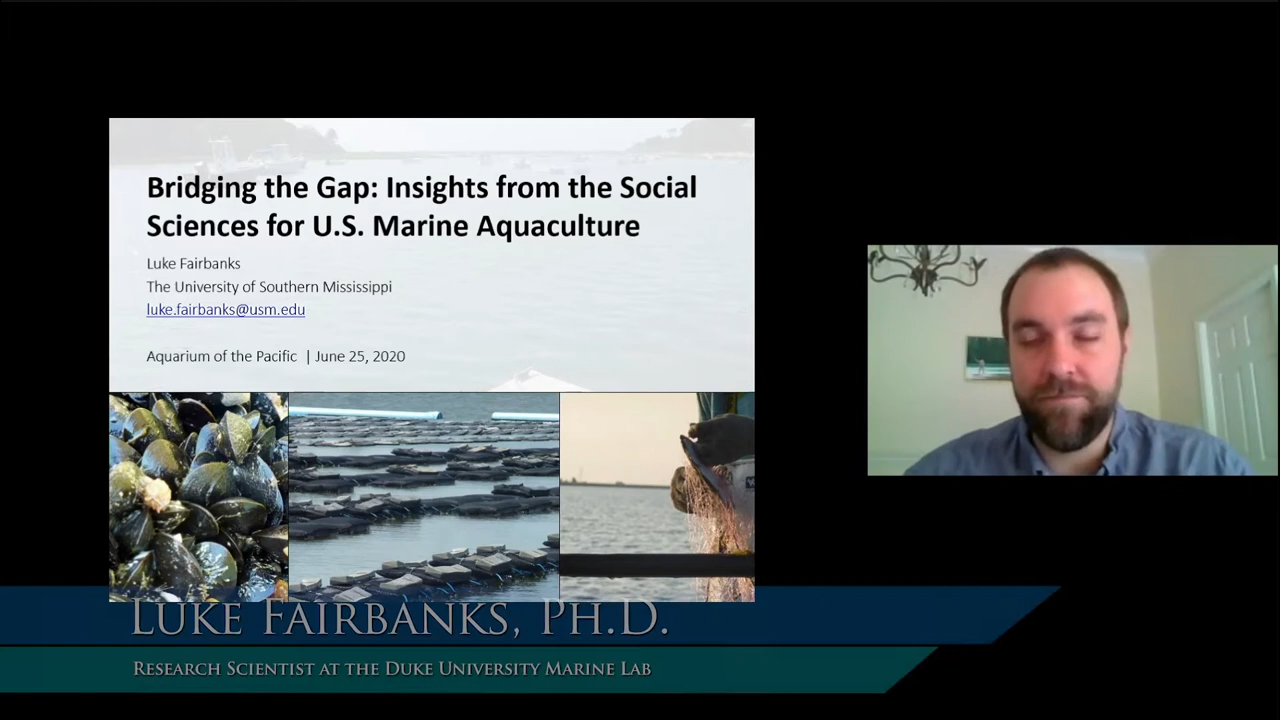 Bridging the Gap: Insights from the Social
Sciences for U.S. Marine Aquaculture
Luke Fairbanks
The University of Southern Mississippi
luke.fairbanks@usm.edu
Aquarium of the Pacific | June 25, 2020
Luke Fairbanks, Ph.D.
Research Scientist at the Duke University Marine Lab